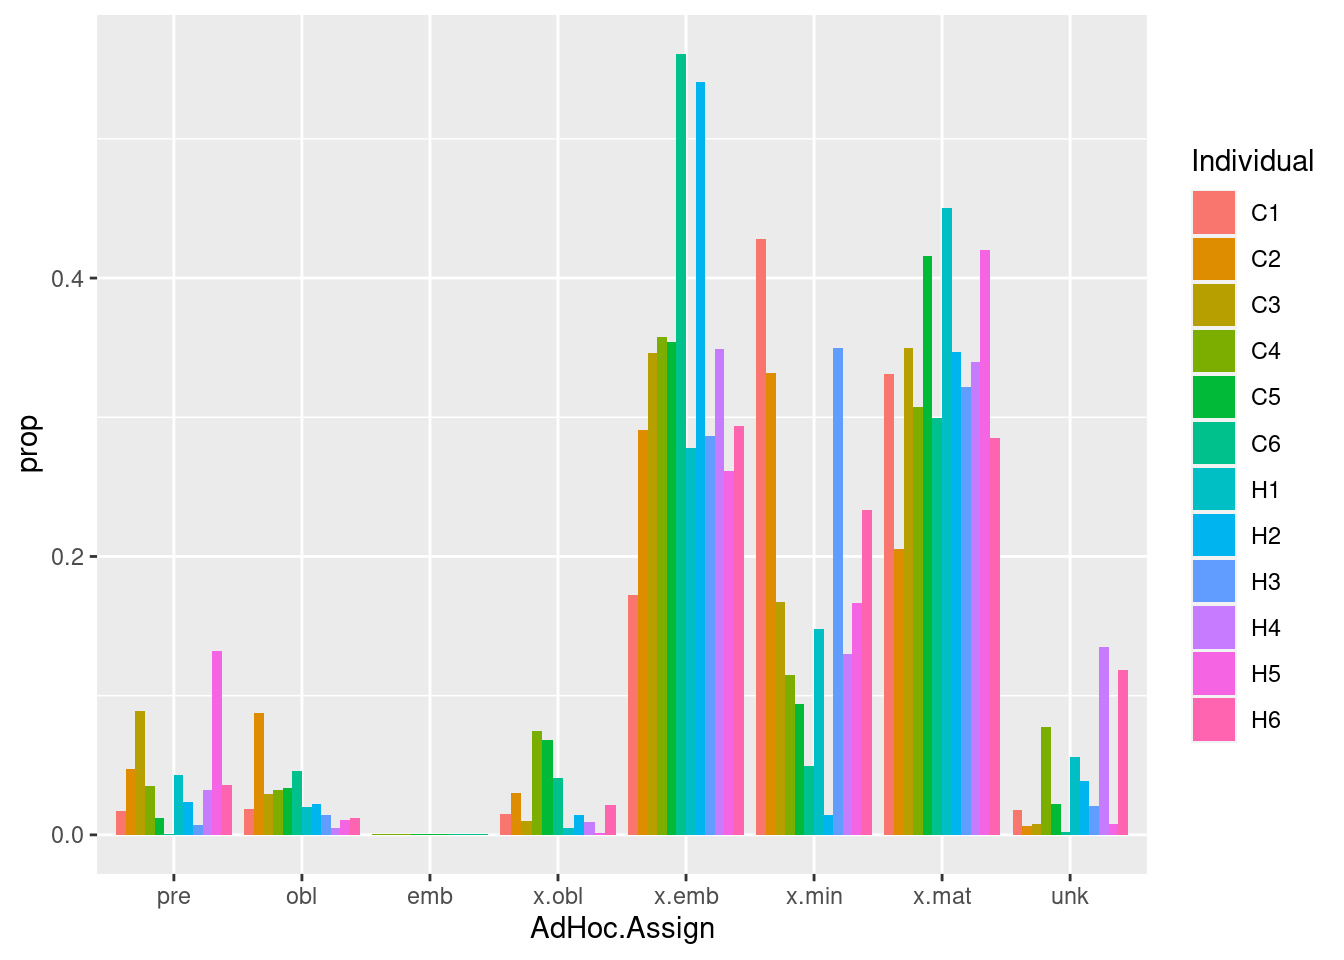 prop
0.4
0.2
0.0
pre obl emb x.obl x.emb x.min x.mat unk
AdHoc.Assign
Individual
C1
C2
C3
C4
C5
C6
H1
H2
H3
H4
H5
H6